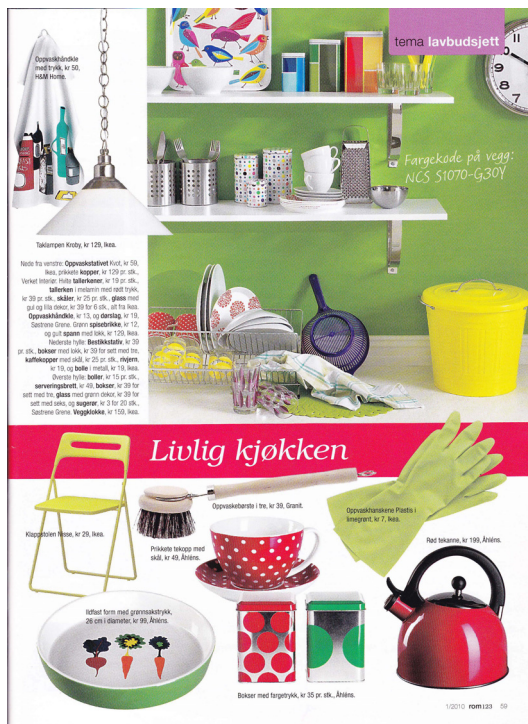 tema lavbudsjett
Oppvaskhåndkle
med trykk, kr 50,
H&M Home.
Fargekode på vegg:
NCS S1070-G30Y
Taklampen Kroby, kr 129, Ikea.
Nede fra venstre: Oppvaskstativet Kvot, kr 59,
Ikea, prikkete kopper, kr 129 pr. stk.,
Verket Interiør. Hvite tallerkener, kr 19 pr. stk.,
tallerken i melamin med rødt trykk,
kr 39 pr. stk., skåler, kr 25 pr. stk., glass med
gul og lilla dekor, kr 39 for 6 stk., alt fra Ikea.
Oppvaskhåndkle, kr 13, og dørslag, kr 19,
Søstrene Grene. Grønn spisebrikke, kr 12,
og gult spann med lokk, kr 129, Ikea.
Nederste hylle: Bestikkstativ, kr 39
pr. stk., bokser med lokk, kr 39 for sett med tre,
kaffekopper med skål, kr 25 pr. stk., rivjern,
kr 19, og bolle i metall, kr 19, Ikea.
Øverste hylle: boller, kr 15 pr. stk.,
serveringsbrett, kr 49, bokser, kr 39 for
sett med tre, glass med grønn dekor, kr 39 for
sett med seks, og sugerør, kr 3 for 20 stk.,
Søstrene Grene. Veggklokke, kr 159, Ikea.
Livlig kjøkken
Klappstolen Nisse, kr 29, Ikea.
Oppvaskebørste i tre, kr 39, Granit.
Oppvaskhanskene Plastis i
limegrønt, kr 7, Ikea.
Prikkete tekopp med
skål, kr 49, Åhléns.
Rød tekanne, kr 199, Åhléns.
Ildfast form med grønnsakstrykk,
26 cm i diameter, kr 99, Åhléns.
Bokser med fargetrykk, kr 35 pr. stk., Åhléns.
1/2010 rom123 59